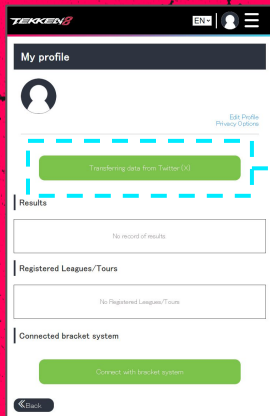 TEKKEN8
EN
My profile
Edit Profile
Privacy Options
Transferring data from Twitter (X)
Results
No record of results
Registered Leagues/Tours
No Registered Leagues/Tours
Connected bracket system
Connect with bracket system
Back